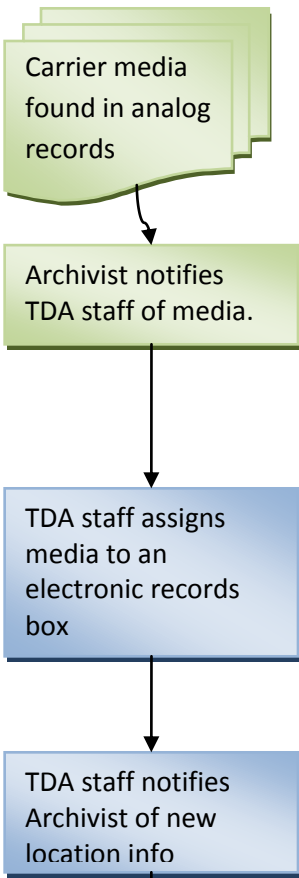 Carrier media
found in analog
records
Archivist notifies
TDA staff of media.
TDA staff assigns
media to an
electronic records
box
TDA staff notifies
Archivist of new
location info